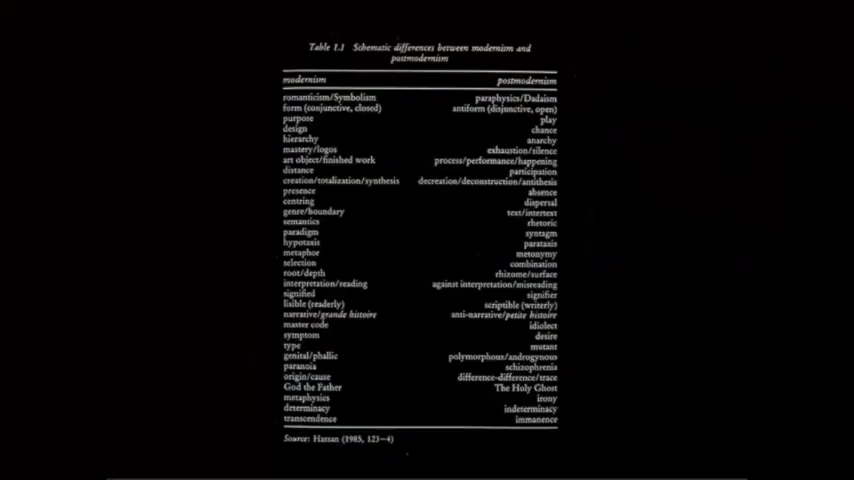 Table 1.1 Schematic differences between modernism and
postmodernism
modernism postmodernism
romanticism/Symbolism paraphysics/Dadaism
form (conjunctive, closed) antiform (disjunctive, open)
purpose play
design chance
hierarchy anarchy
mastery/logos exhaustion/silence
art object/finished work process/performance/happening
distance participation
creation/totalization/synthesis decreation/deconstruction/antithesis
presence absence
centring dispersal
genre/boundary text/intertext
semantics rhetoric
paradigm syntagm
hypotaxis parataxis
metaphor metonymy
selection combination
root/depth rhizome/surface
interpretation/reading against interpretation/misreading
signified signifier
lisible (readerly) scriptible (writerly)
narrative/grande histoire anti-narrative/petite histoire
master code idiolect
symptom desire
type mutant
genital/phallic polymorphous/androgynous
paranoia schizophrenia
origin/cause difference-difference/trace
God the Father The Holy Ghost
metaphysics irony
determinacy indeterminacy
transcendence immanence
Source: Hassan (1985, 123–4)